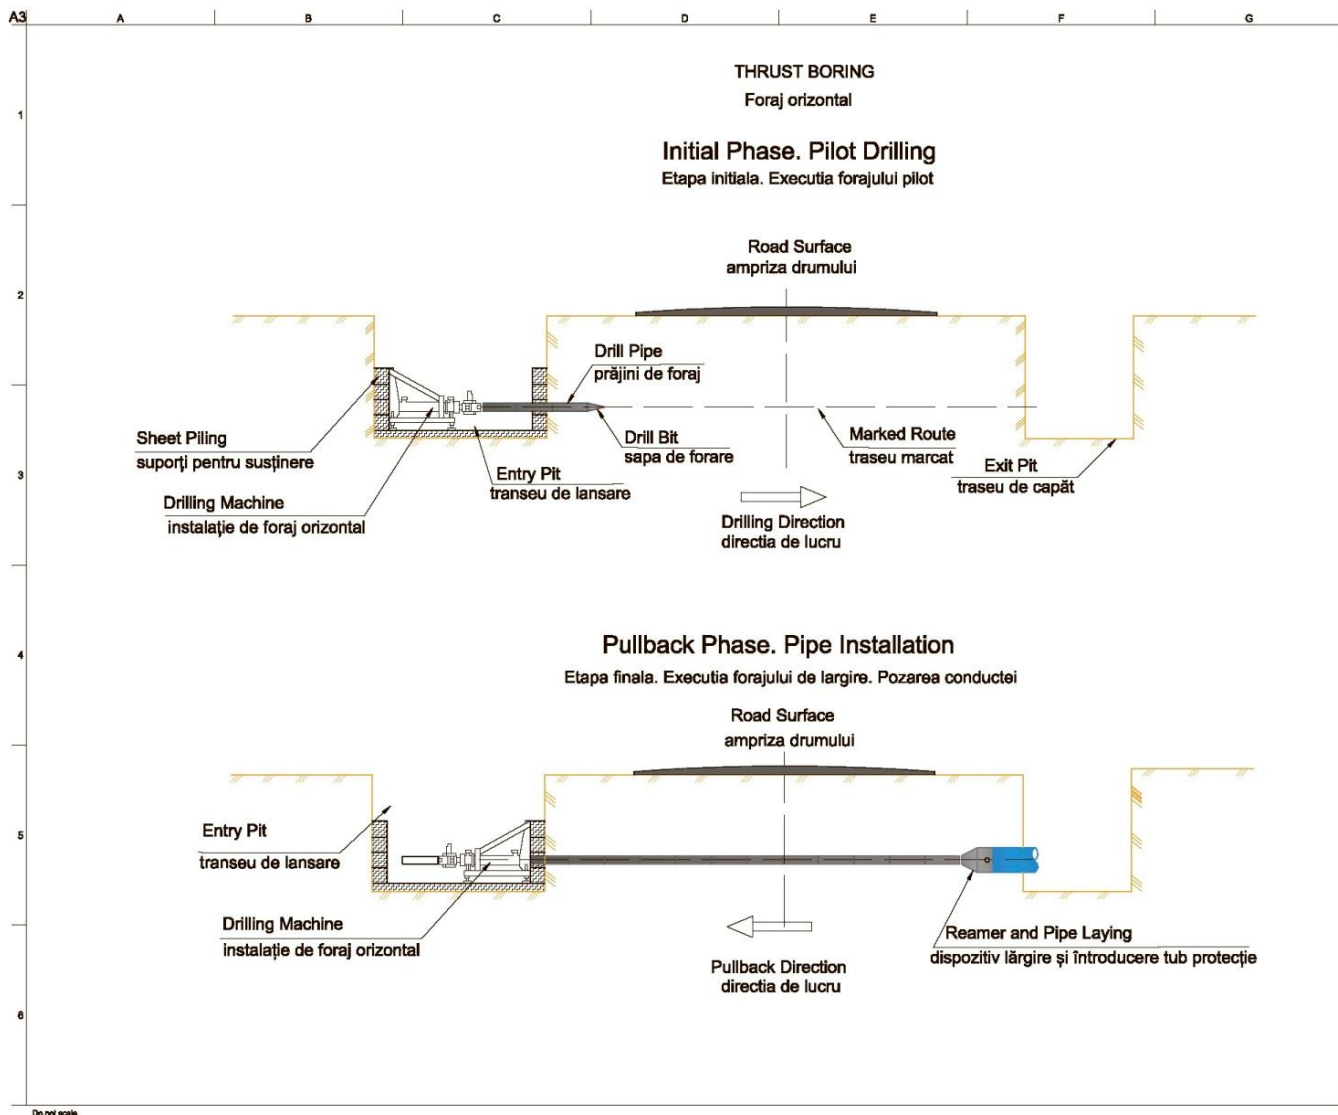 A3
A
B
C
D
E
F
G
1
2
3
4
5
6
THRUST BORING
Foraj orizontal
Initial Phase. Pilot Drilling
Etapa initiala. Executia forajului pilot
Road Surface
ampriza drumului
Drill Pipe
prăjini de foraj
Sheet Piling
suporți pentru susținere
Drilling Machine
instalație de foraj orizontal
Entry Pit
transeu de lansare
Drill Bit
sapa de forare
Marked Route
traseu marcat
Exit Pit
traseu de capăt
Drilling Direction
directia de lucru
Pullback Phase. Pipe Installation
Etapa finala. Executia forajului de largire. Pozarea conductei
Road Surface
ampriza drumului
Entry Pit
transeu de lansare
Drilling Machine
instalație de foraj orizontal
Pullback Direction
directia de lucru
Reamer and Pipe Laying
dispozitiv lărgire și întroducere tub protecție
Do not scale